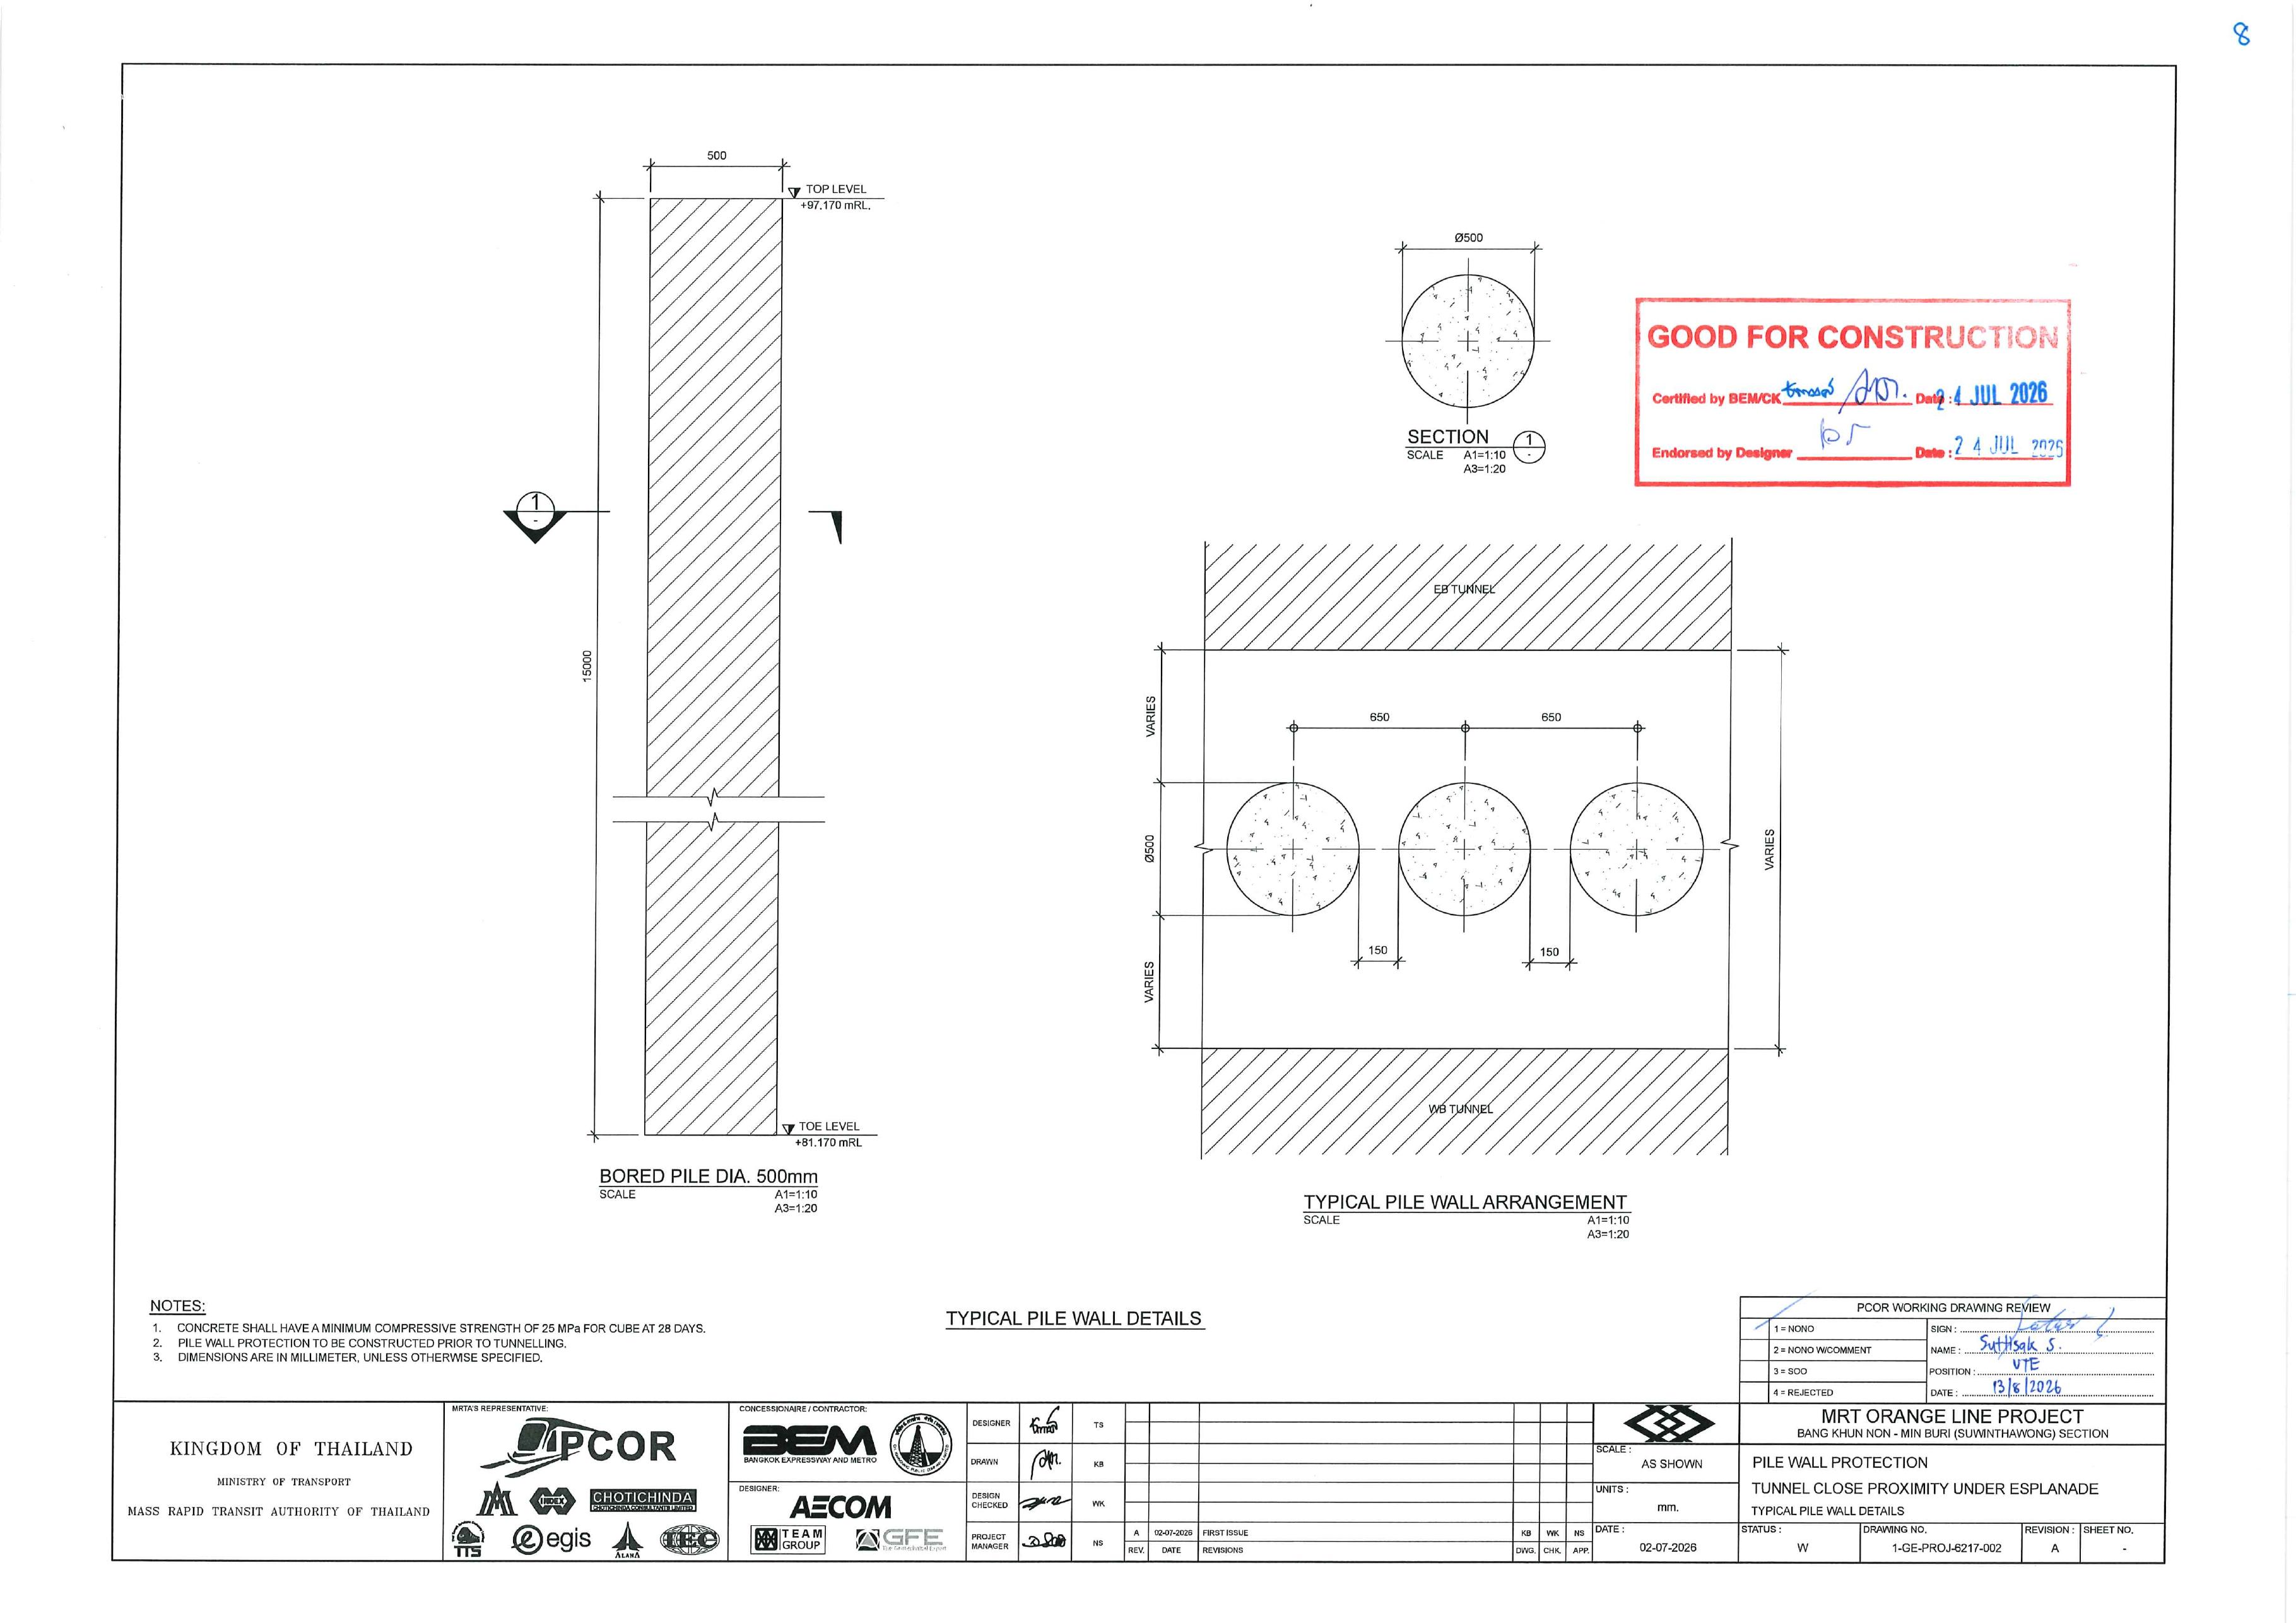 8
500
TOP LEVEL
+97.170 mRL.
15000
1
-
TOE LEVEL
+81.170 mRL
BORED PILE DIA. 500mm
SCALE A1=1:10
A3=1:20
Ø500
SECTION 1
SCALE A1=1:10 -
A3=1:20
GOOD FOR CONSTRUCTION
Certified by BEM/CK Date : 24 JUL 2026
Endorsed by Designer Date : 24 JUL 2026
EB TUNNEL
VARIES
650 650
Ø500
VARIES
150 150
VARIES
WB TUNNEL
TYPICAL PILE WALL ARRANGEMENT
SCALE A1=1:10
A3=1:20
NOTES:
1. CONCRETE SHALL HAVE A MINIMUM COMPRESSIVE STRENGTH OF 25 MPa FOR CUBE AT 28 DAYS.
2. PILE WALL PROTECTION TO BE CONSTRUCTED PRIOR TO TUNNELLING.
3. DIMENSIONS ARE IN MILLIMETER, UNLESS OTHERWISE SPECIFIED.
TYPICAL PILE WALL DETAILS
PCOR WORKING DRAWING REVIEW
1 = NONO SIGN :
2 = NONO W/COMMENT NAME : Suttisak S.
3 = SOO POSITION : UTE
4 = REJECTED DATE : 13/8/2026
KINGDOM OF THAILAND
MINISTRY OF TRANSPORT
MASS RAPID TRANSIT AUTHORITY OF THAILAND
MRTA'S REPRESENTATIVE:
PCOR
INDEX
CHOTICHINDA
CHOTICHINDA CONSULTANTS LIMITED
TTS
egis
ALANA
IEC
CONCESSIONAIRE / CONTRACTOR:
BEM
BANGKOK EXPRESSWAY AND METRO
DESIGNER:
AECOM
TEAM GROUP
GFE
DESIGNER TS
DRAWN KB
DESIGN CHECKED WK
PROJECT MANAGER NS
A 02-07-2026 FIRST ISSUE KB WK NS
REV. DATE REVISIONS DWG. CHK. APP.
SCALE :
AS SHOWN
UNITS :
mm.
DATE :
02-07-2026
MRT ORANGE LINE PROJECT
BANG KHUN NON - MIN BURI (SUWINTHAWONG) SECTION
PILE WALL PROTECTION
TUNNEL CLOSE PROXIMITY UNDER ESPLANADE
TYPICAL PILE WALL DETAILS
STATUS : DRAWING NO. REVISION : SHEET NO.
W 1-GE-PROJ-6217-002 A -